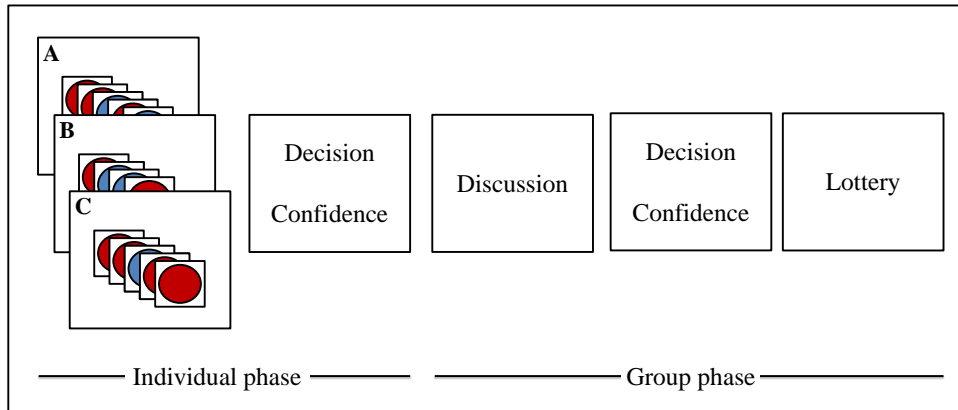 A
B
C
Decision
Confidence
Discussion
Decision
Confidence
Lottery
Individual phase
Group phase